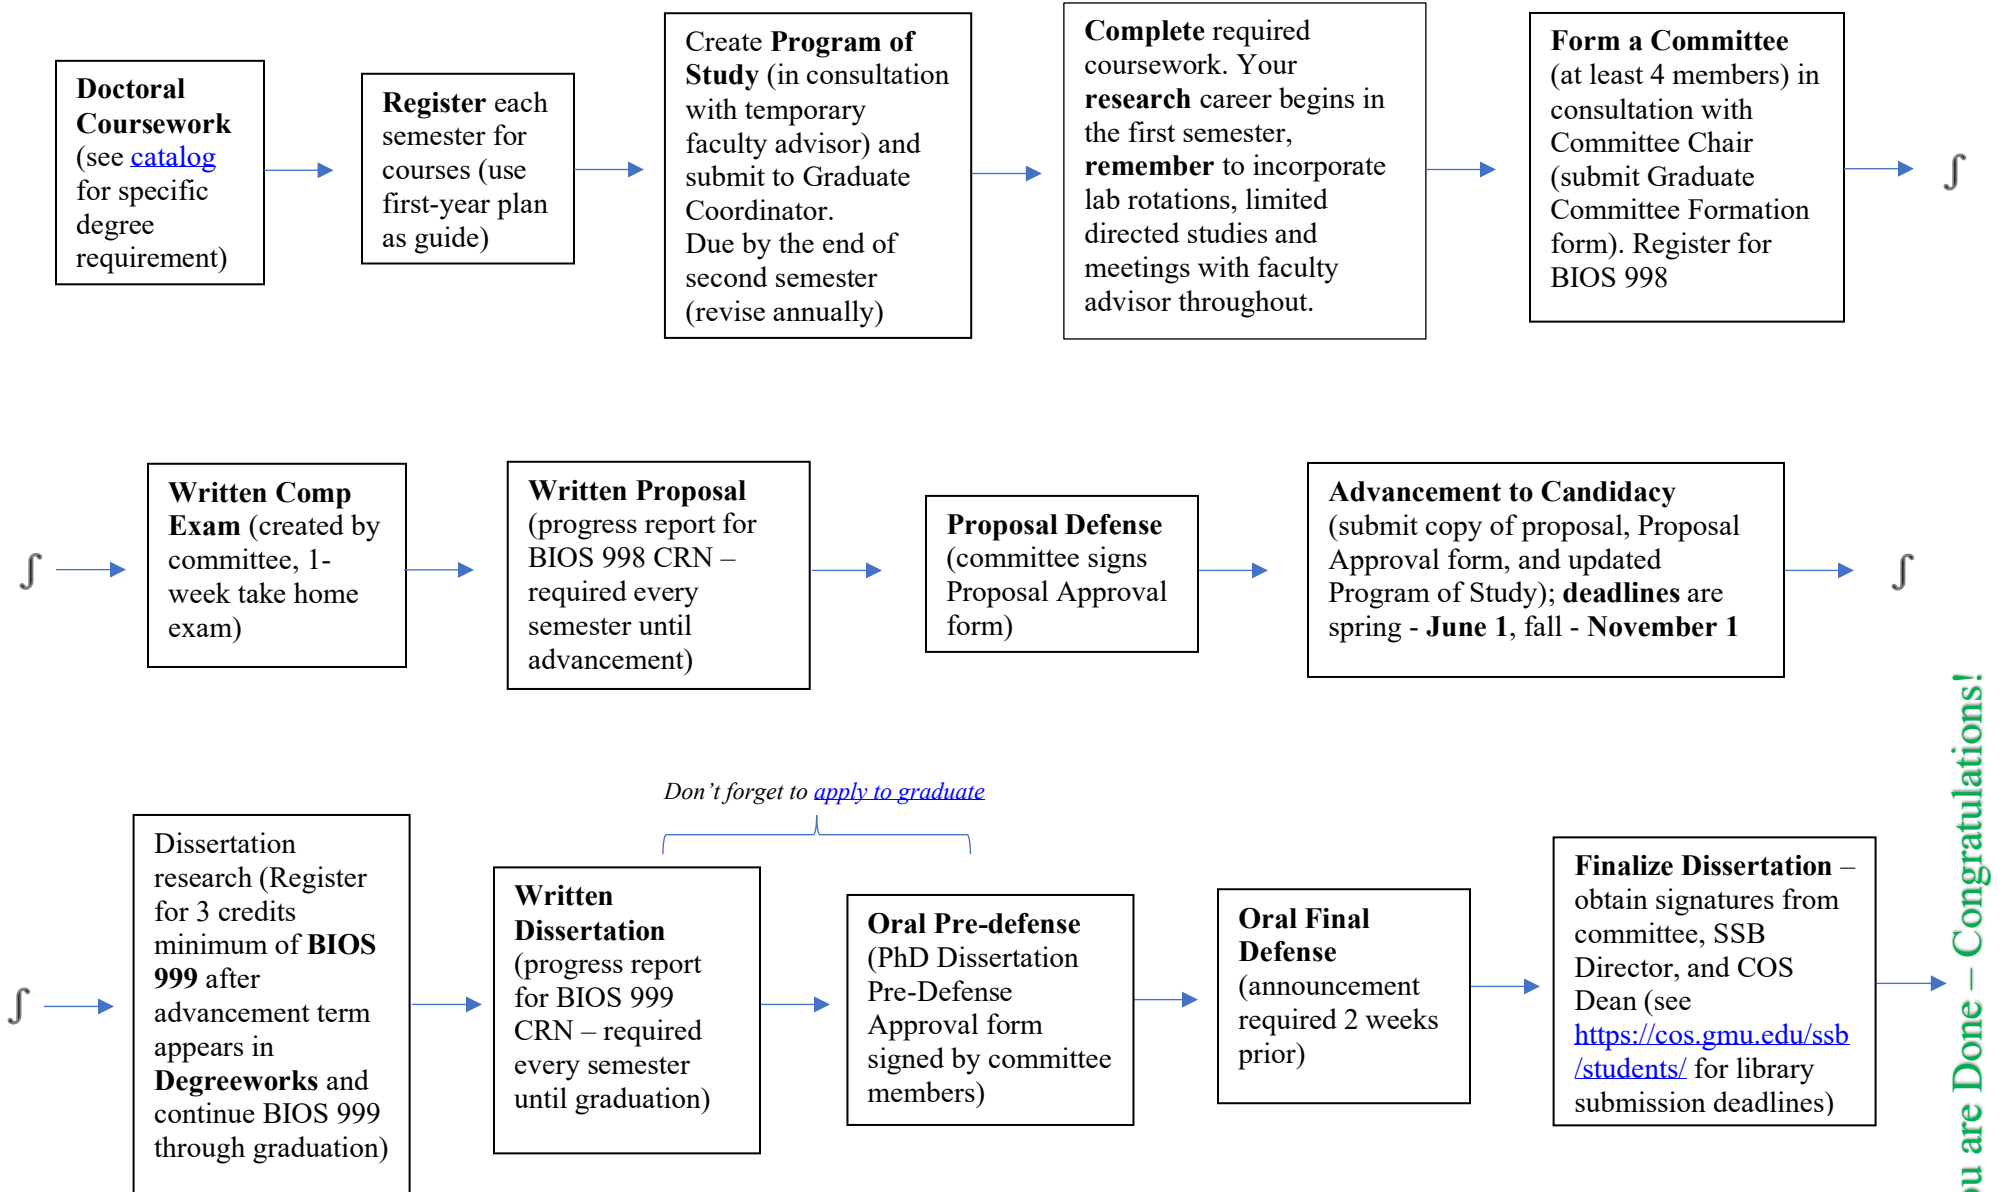 Doctoral
Coursework
(see catalog
for specific
degree
requirement)
Register each
semester for
courses (use
first-year plan
as guide)
Create Program of
Study (in consultation
with temporary
faculty advisor) and
submit to Graduate
Coordinator.
Due by the end of
second semester
(revise annually)
Complete required
coursework. Your
research career begins in
the first semester,
remember to incorporate
lab rotations, limited
directed studies and
meetings with faculty
advisor throughout.
Form a Committee
(at least 4 members) in
consultation with
Committee Chair
(submit Graduate
Committee Formation
form). Register for
BIOS 998
∫
∫
Written Comp
Exam (created by
committee, 1-
week take home
exam)
Written Proposal
(progress report for
BIOS 998 CRN –
required every
semester until
advancement)
Proposal Defense
(committee signs
Proposal Approval
form)
Advancement to Candidacy
(submit copy of proposal, Proposal
Approval form, and updated
Program of Study); deadlines are
spring - June 1, fall - November 1
∫
∫
Dissertation
research (Register
for 3 credits
minimum of BIOS
999 after
advancement term
appears in
Degreeworks and
continue BIOS 999
through graduation)
Don't forget to apply to graduate
Written
Dissertation
(progress report
for BIOS 999
CRN – required
every semester
until graduation)
Oral Pre-defense
(PhD Dissertation
Pre-Defense
Approval form
signed by committee
members)
Oral Final
Defense
(announcement
required 2 weeks
prior)
Finalize Dissertation –
obtain signatures from
committee, SSB
Director, and COS
Dean (see
https://cos.gmu.edu/ssb
/students/ for library
submission deadlines)
are Done – Congratulations!